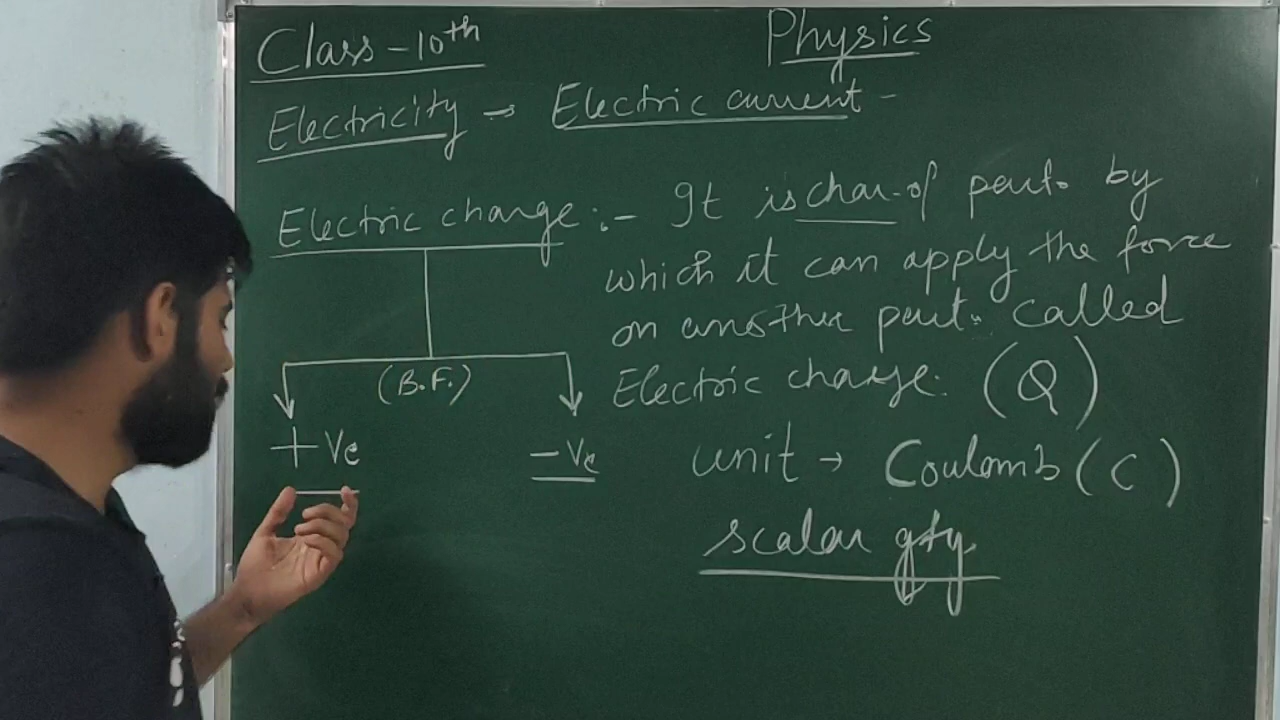 Class - 10th
Physics
Electricity → Electric current -
Electric charge :- It is char. of part. by
which it can apply the force
on another part. called
Electric charge. (Q)
(B.F.)
+Ve
-Ve
unit → Coulomb (C)
scalar qty.